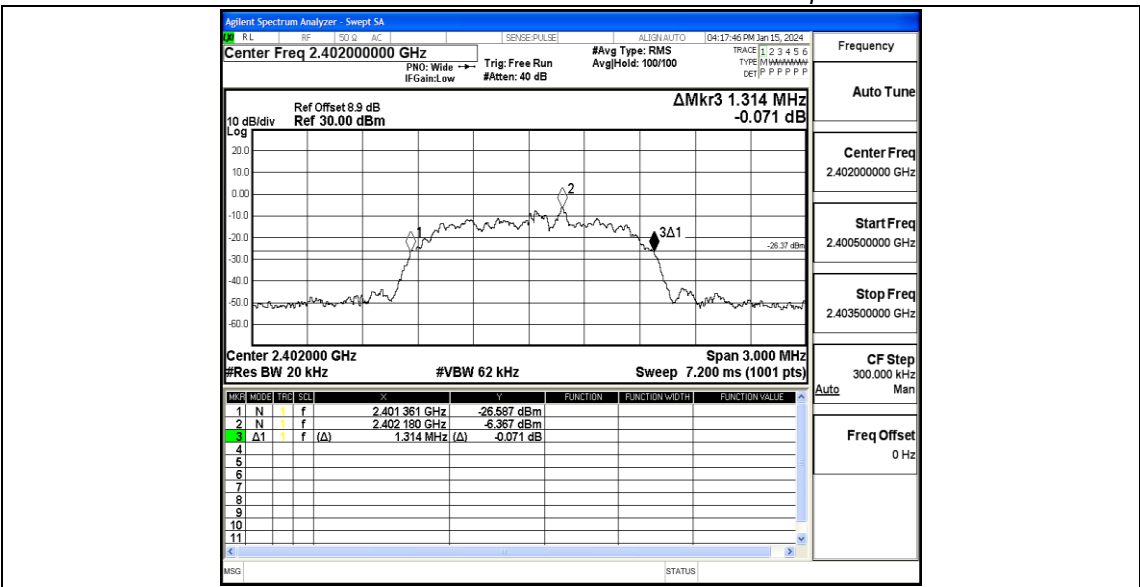 Agilent Spectrum Analyzer - Swept SA
LXI RL RF 50 Ω AC SENSE:PULSE ALIGNAUTO 04:17:46 PM Jan 15, 2024
Center Freq 2.402000000 GHz
PNO: Wide
IFGain:Low
Trig: Free Run
#Atten: 40 dB
#Avg Type: RMS
Avg|Hold: 100/100
TRACE 1 2 3 4 5 6
TYPE MWWWWW
DET P P P P P P
ΔMkr3 1.314 MHz
-0.071 dB
Ref Offset 8.9 dB
10 dB/div Ref 30.00 dBm
Log
20.0
10.0
0.00
-10.0
-20.0
-30.0
-40.0
-50.0
-60.0
1
2
3Δ1
-26.37 dBm
Center 2.402000 GHz Span 3.000 MHz
#Res BW 20 kHz #VBW 62 kHz Sweep 7.200 ms (1001 pts)
MKR MODE TRC SCL X Y FUNCTION FUNCTION WIDTH FUNCTION VALUE
1 N 1 f 2.401 361 GHz -26.587 dBm
2 N 1 f 2.402 180 GHz -6.367 dBm
3 Δ1 1 f (Δ) 1.314 MHz (Δ) -0.071 dB
4
5
6
7
8
9
10
11
MSG STATUS
Frequency
Auto Tune
Center Freq
2.402000000 GHz
Start Freq
2.400500000 GHz
Stop Freq
2.403500000 GHz
CF Step
300.000 kHz
Auto Man
Freq Offset
0 Hz